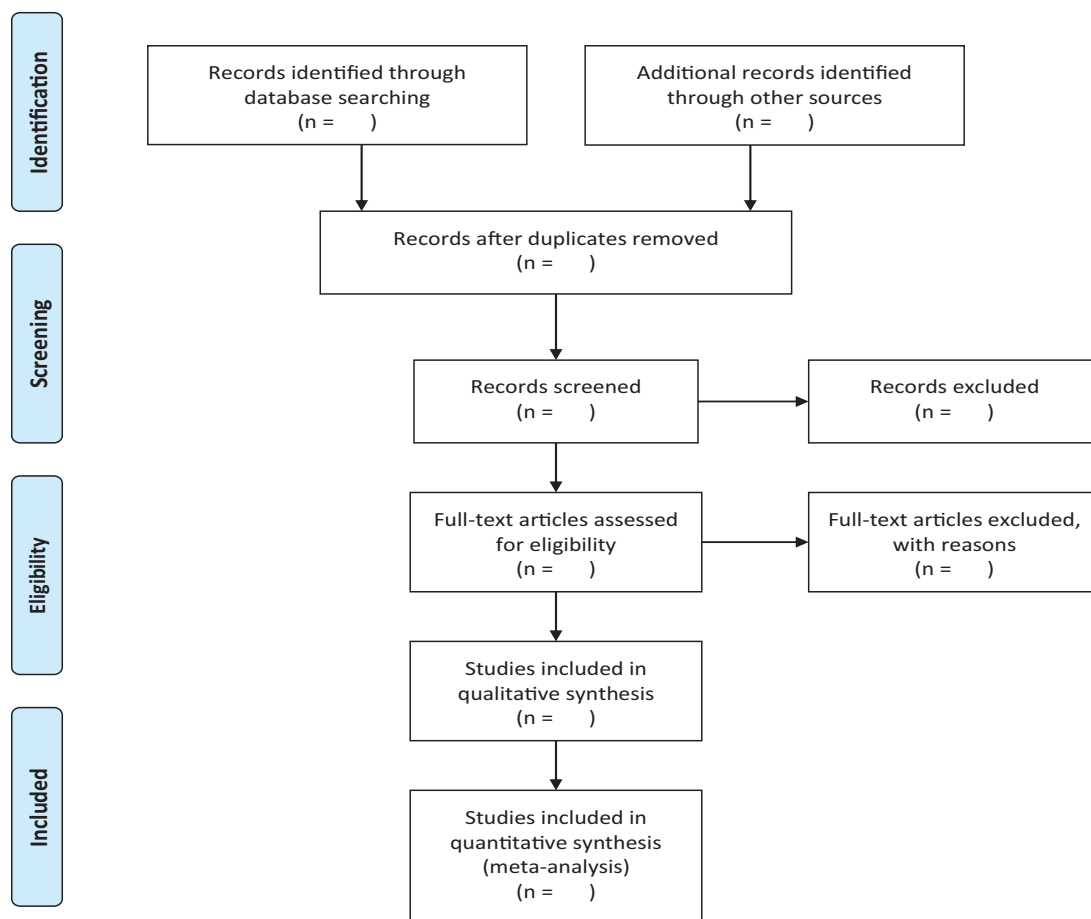 Identification
Records identified through
database searching
(n = )
Additional records identified
through other sources
(n = )
Records after duplicates removed
(n = )
Screening
Records screened
(n = )
Records excluded
(n = )
Eligibility
Full-text articles assessed
for eligibility
(n = )
Full-text articles excluded,
with reasons
(n = )
Studies included in
qualitative synthesis
(n = )
Included
Studies included in
quantitative synthesis
(meta-analysis)
(n = )